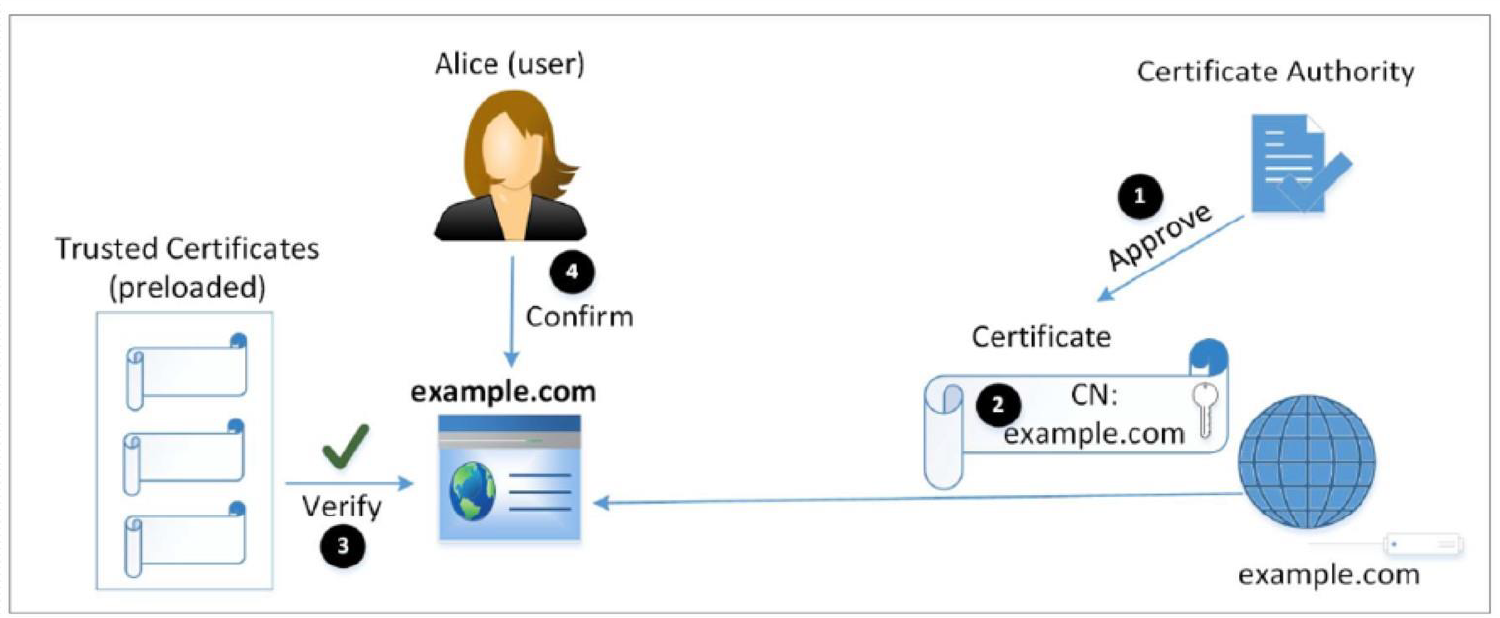 Alice (user)
Certificate Authority
1
Approve
Trusted Certificates
(preloaded)
4
Confirm
Certificate
example.com
2
CN:
example.com
Verify
3
example.com